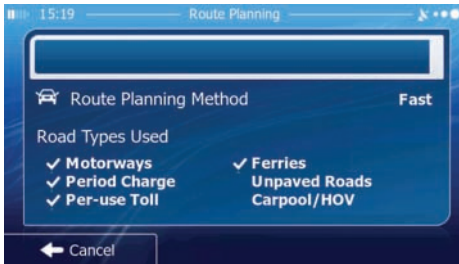 15:19 Route Planning
Route Planning Method Fast
Road Types Used
Motorways Ferries
Period Charge Unpaved Roads
Per-use Toll Carpool/HOV
Cancel